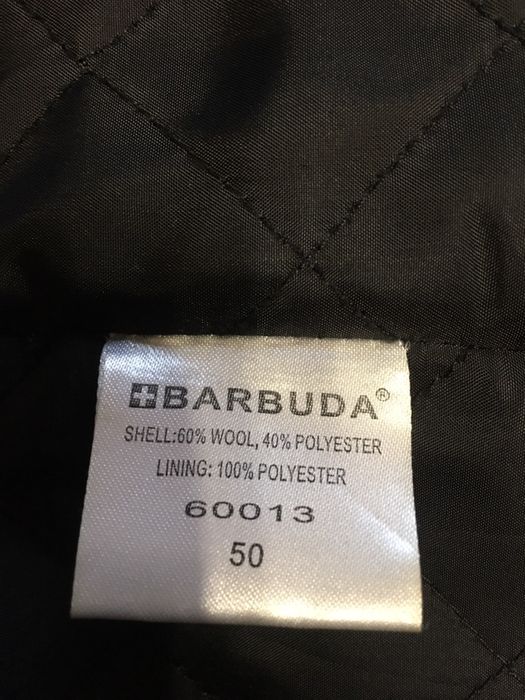 BARBUDA®
SHELL:60% WOOL, 40% POLYESTER
LINING: 100% POLYESTER
60013
50